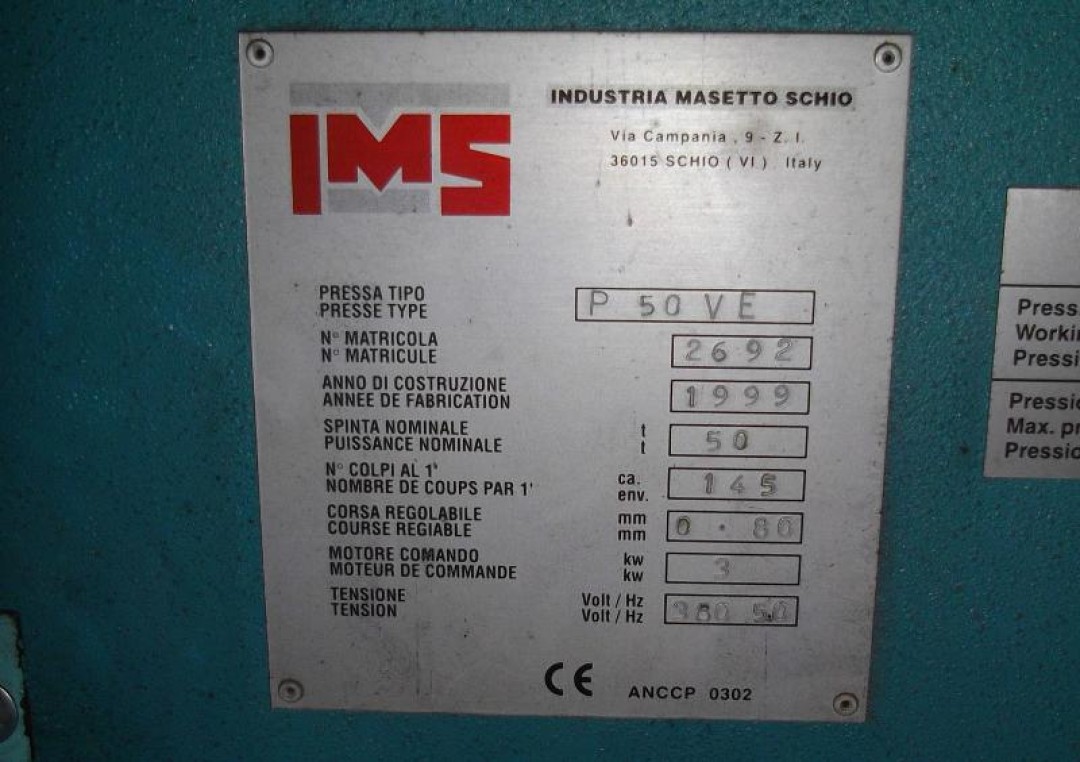 IMS
INDUSTRIA MASETTO SCHIO
Via Campania , 9 - Z. I.
36015 SCHIO ( VI ) Italy
PRESSA TIPO
PRESSE TYPE
P 50 VE
N° MATRICOLA
N° MATRICULE
2692
ANNO DI COSTRUZIONE
ANNEE DE FABRICATION
1999
SPINTA NOMINALE t
PUISSANCE NOMINALE t
50
N° COLPI AL 1' ca.
NOMBRE DE COUPS PAR 1' env.
145
CORSA REGOLABILE mm
COURSE REGIABLE mm
0 · 80
MOTORE COMANDO kw
MOTEUR DE COMMANDE kw
3
TENSIONE Volt / Hz
TENSION Volt / Hz
380 50
CE ANCCP 0302
Press
Workin
Pressi
Pressio
Max. pr
Pressio